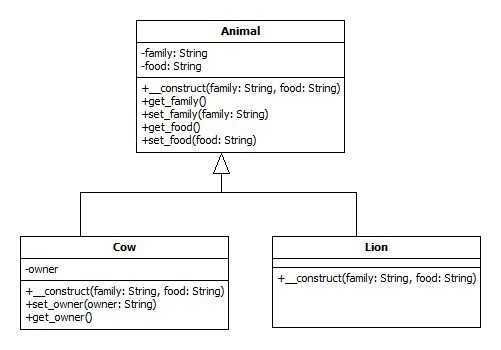 Animal
-family: String
-food: String
+__construct(family: String, food: String)
+get_family()
+set_family(family: String)
+get_food()
+set_food(food: String)
Cow
-owner
+__construct(family: String, food: String)
+set_owner(owner: String)
+get_owner()
Lion
+__construct(family: String, food: String)